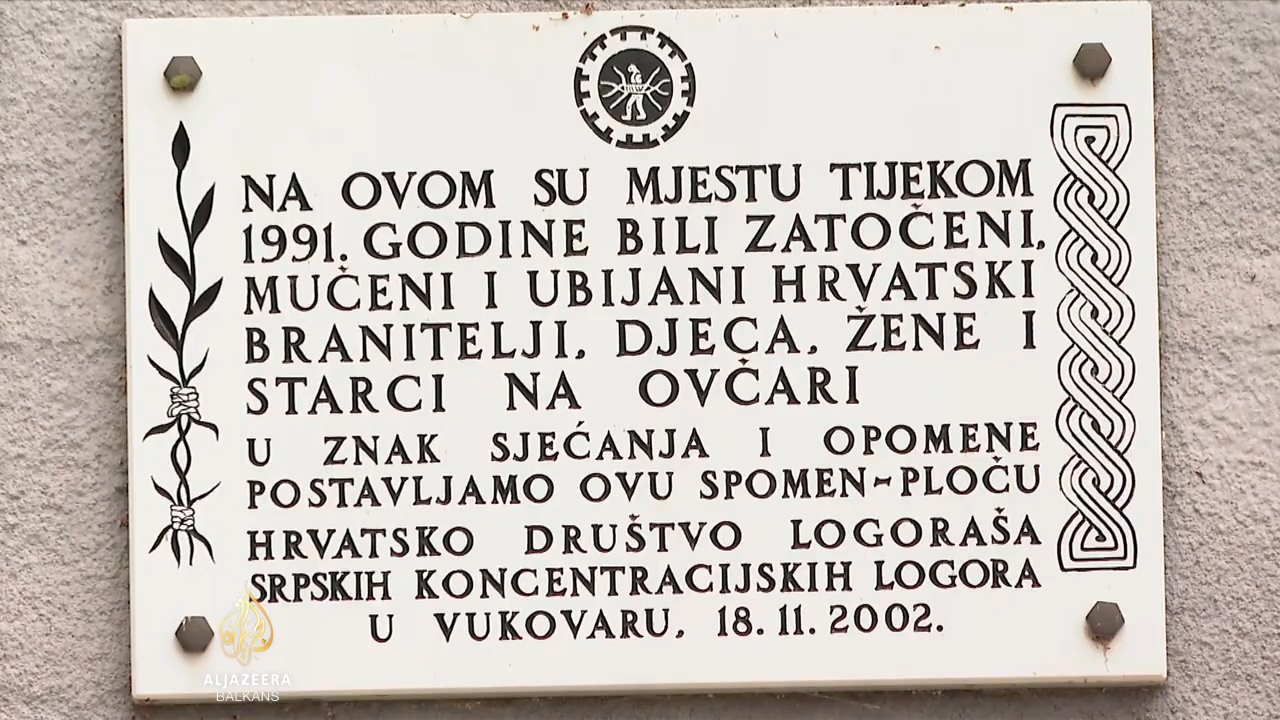 NA OVOM SU MJESTU TIJEKOM
1991. GODINE BILI ZATOČENI,
MUČENI I UBIJANI HRVATSKI
BRANITELJI, DJECA, ŽENE I
STARCI NA OVČARI
U ZNAK SJEĆANJA I OPOMENE
POSTAVLJAMO OVU SPOMEN-PLOČU
HRVATSKO DRUŠTVO LOGORAŠA
SRPSKIH KONCENTRACIJSKIH LOGORA
U VUKOVARU, 18.11.2002.
ALJAZEERA
BALKANS